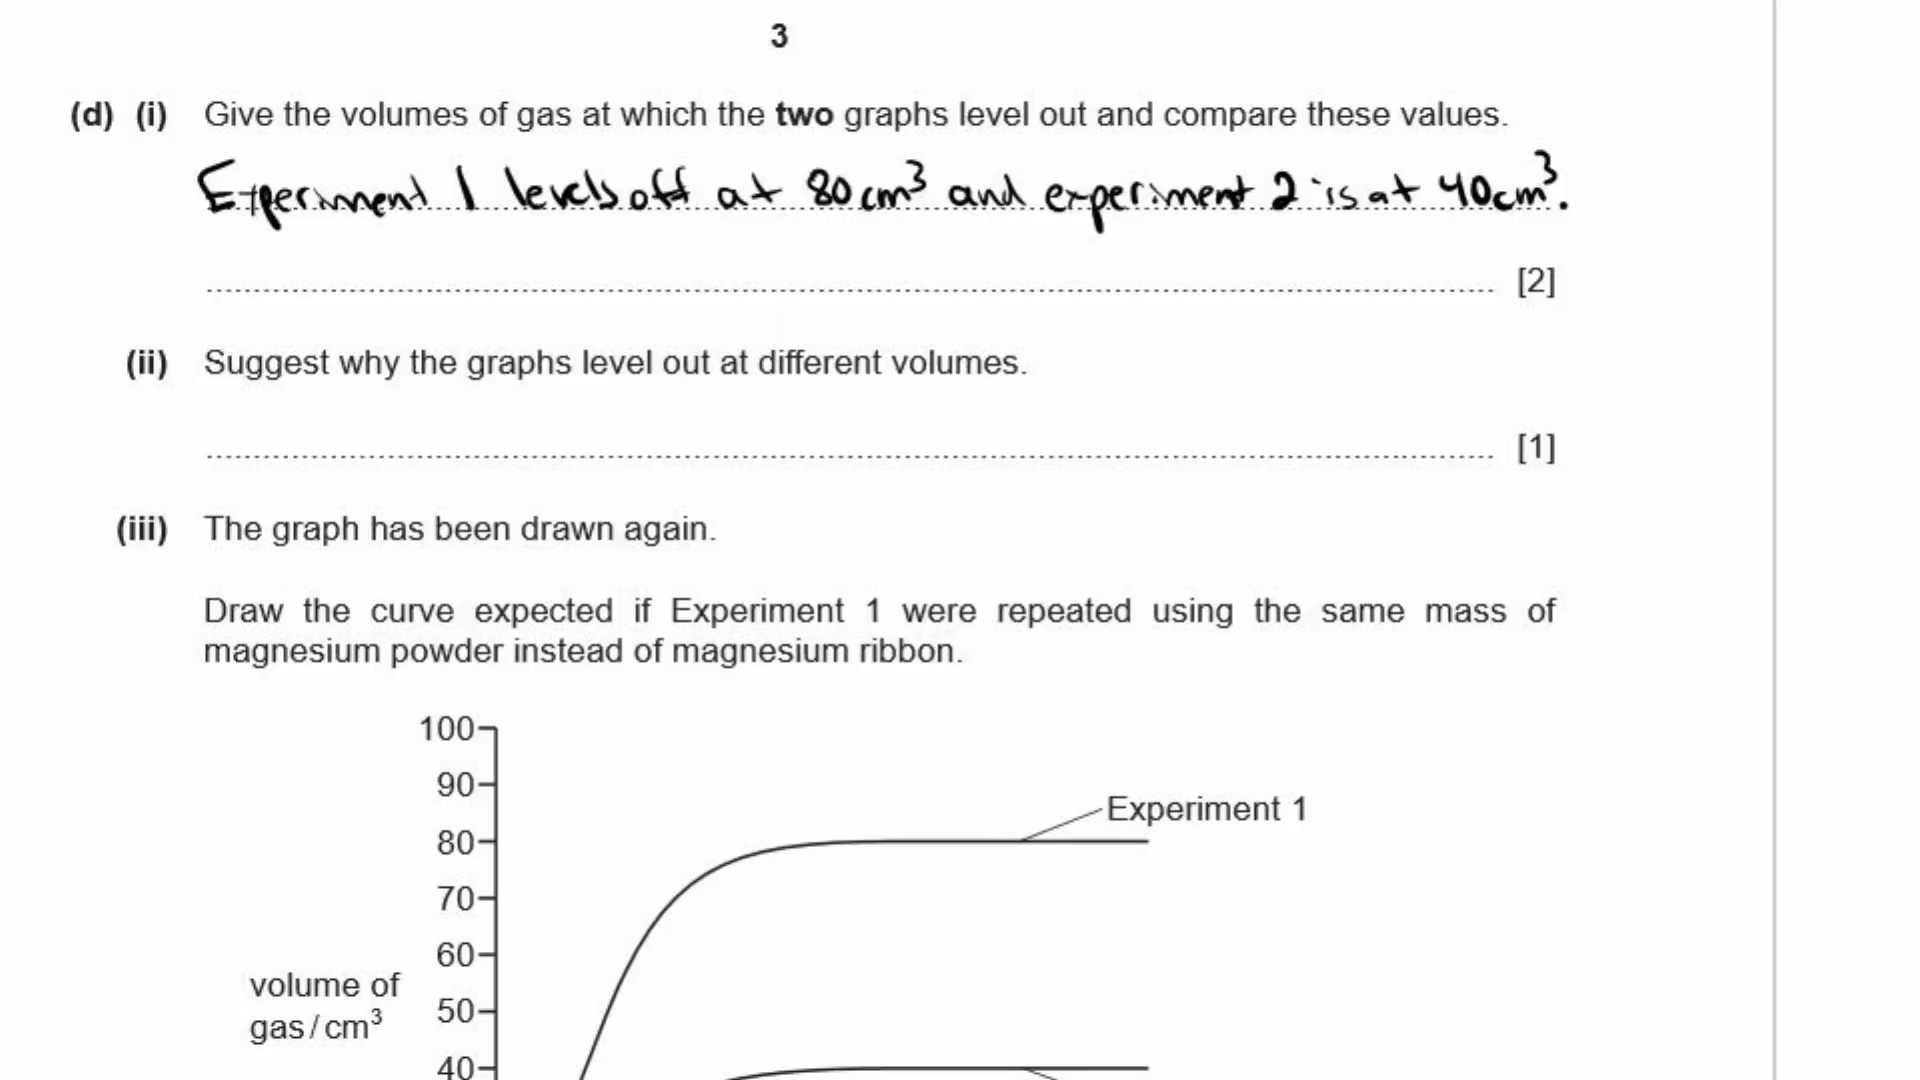 3
(d) (i) Give the volumes of gas at which the two graphs level out and compare these values.
Experiment 1 levels off at 80cm³ and experiment 2 is at 40cm³.
[2]
(ii) Suggest why the graphs level out at different volumes.
[1]
(iii) The graph has been drawn again.
Draw the curve expected if Experiment 1 were repeated using the same mass of
magnesium powder instead of magnesium ribbon.
100
90
Experiment 1
80
70
60
volume of
gas / cm³
50
40